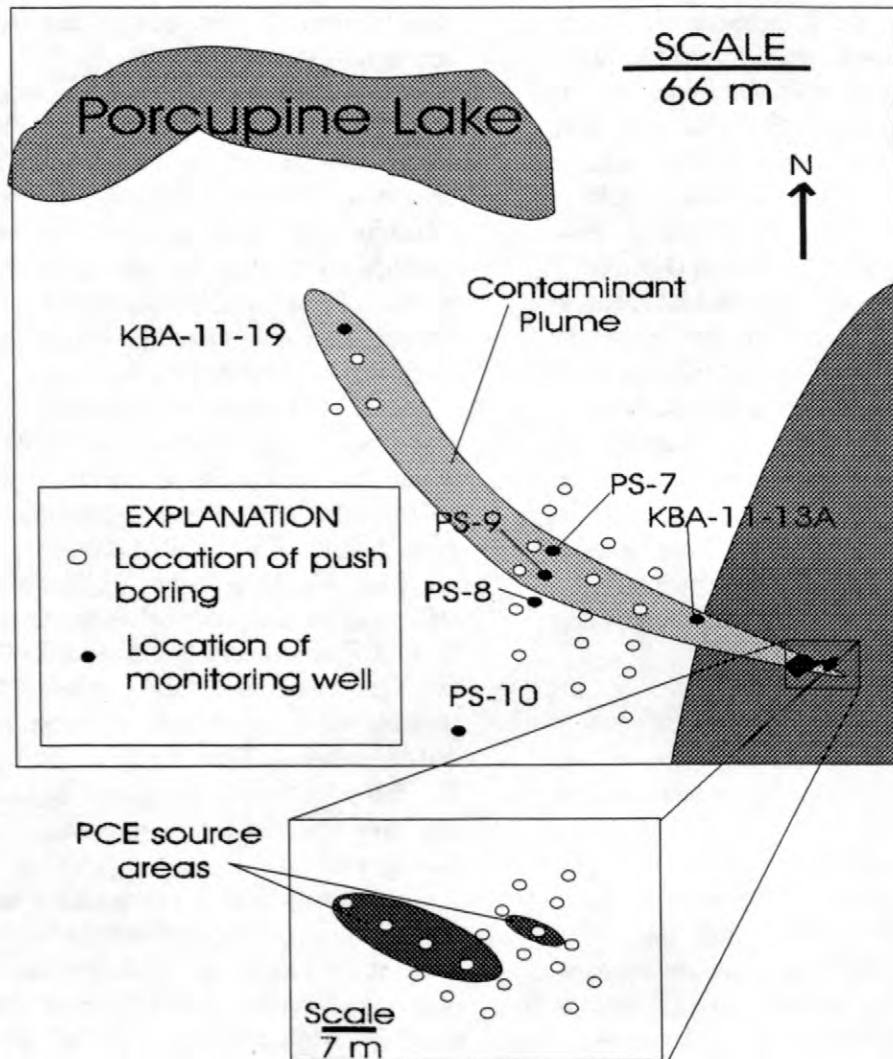 SCALE
66 m
Porcupine Lake
N
Contaminant
Plume
KBA-11-19
PS-7
PS-9
KBA-11-13A
PS-8
PS-10
EXPLANATION
Location of push
boring
Location of
monitoring well
PCE source
areas
Scale
7 m